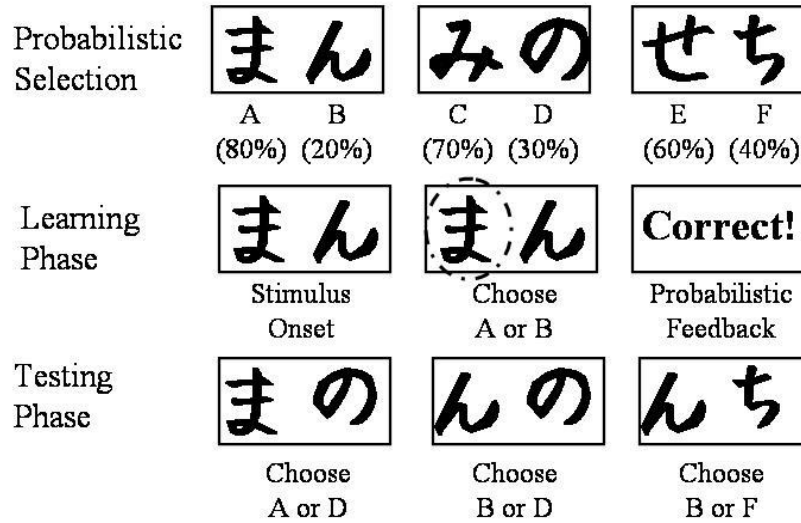 Probabilistic Selection
まん
みの
せち
A B
C D
E F
(80%) (20%)
(70%) (30%)
(60%) (40%)
Learning Phase
まん
まん
Correct!
Stimulus Onset
Choose A or B
Probabilistic Feedback
Testing Phase
まの
んの
んち
Choose A or D
Choose B or D
Choose B or F